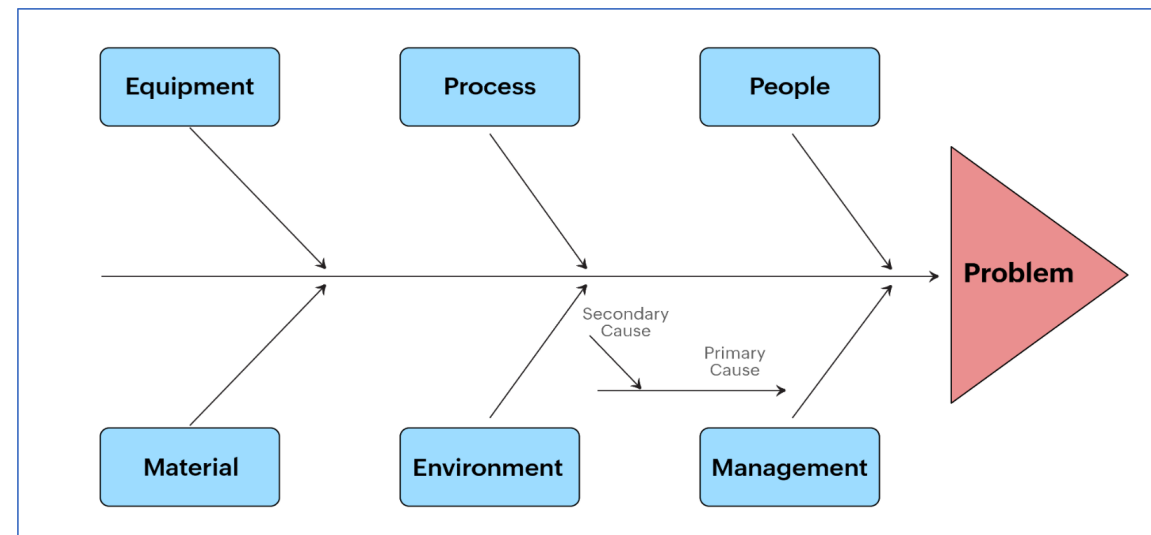 Equipment
Process
People
Problem
Secondary
Cause
Primary
Cause
Material
Environment
Management